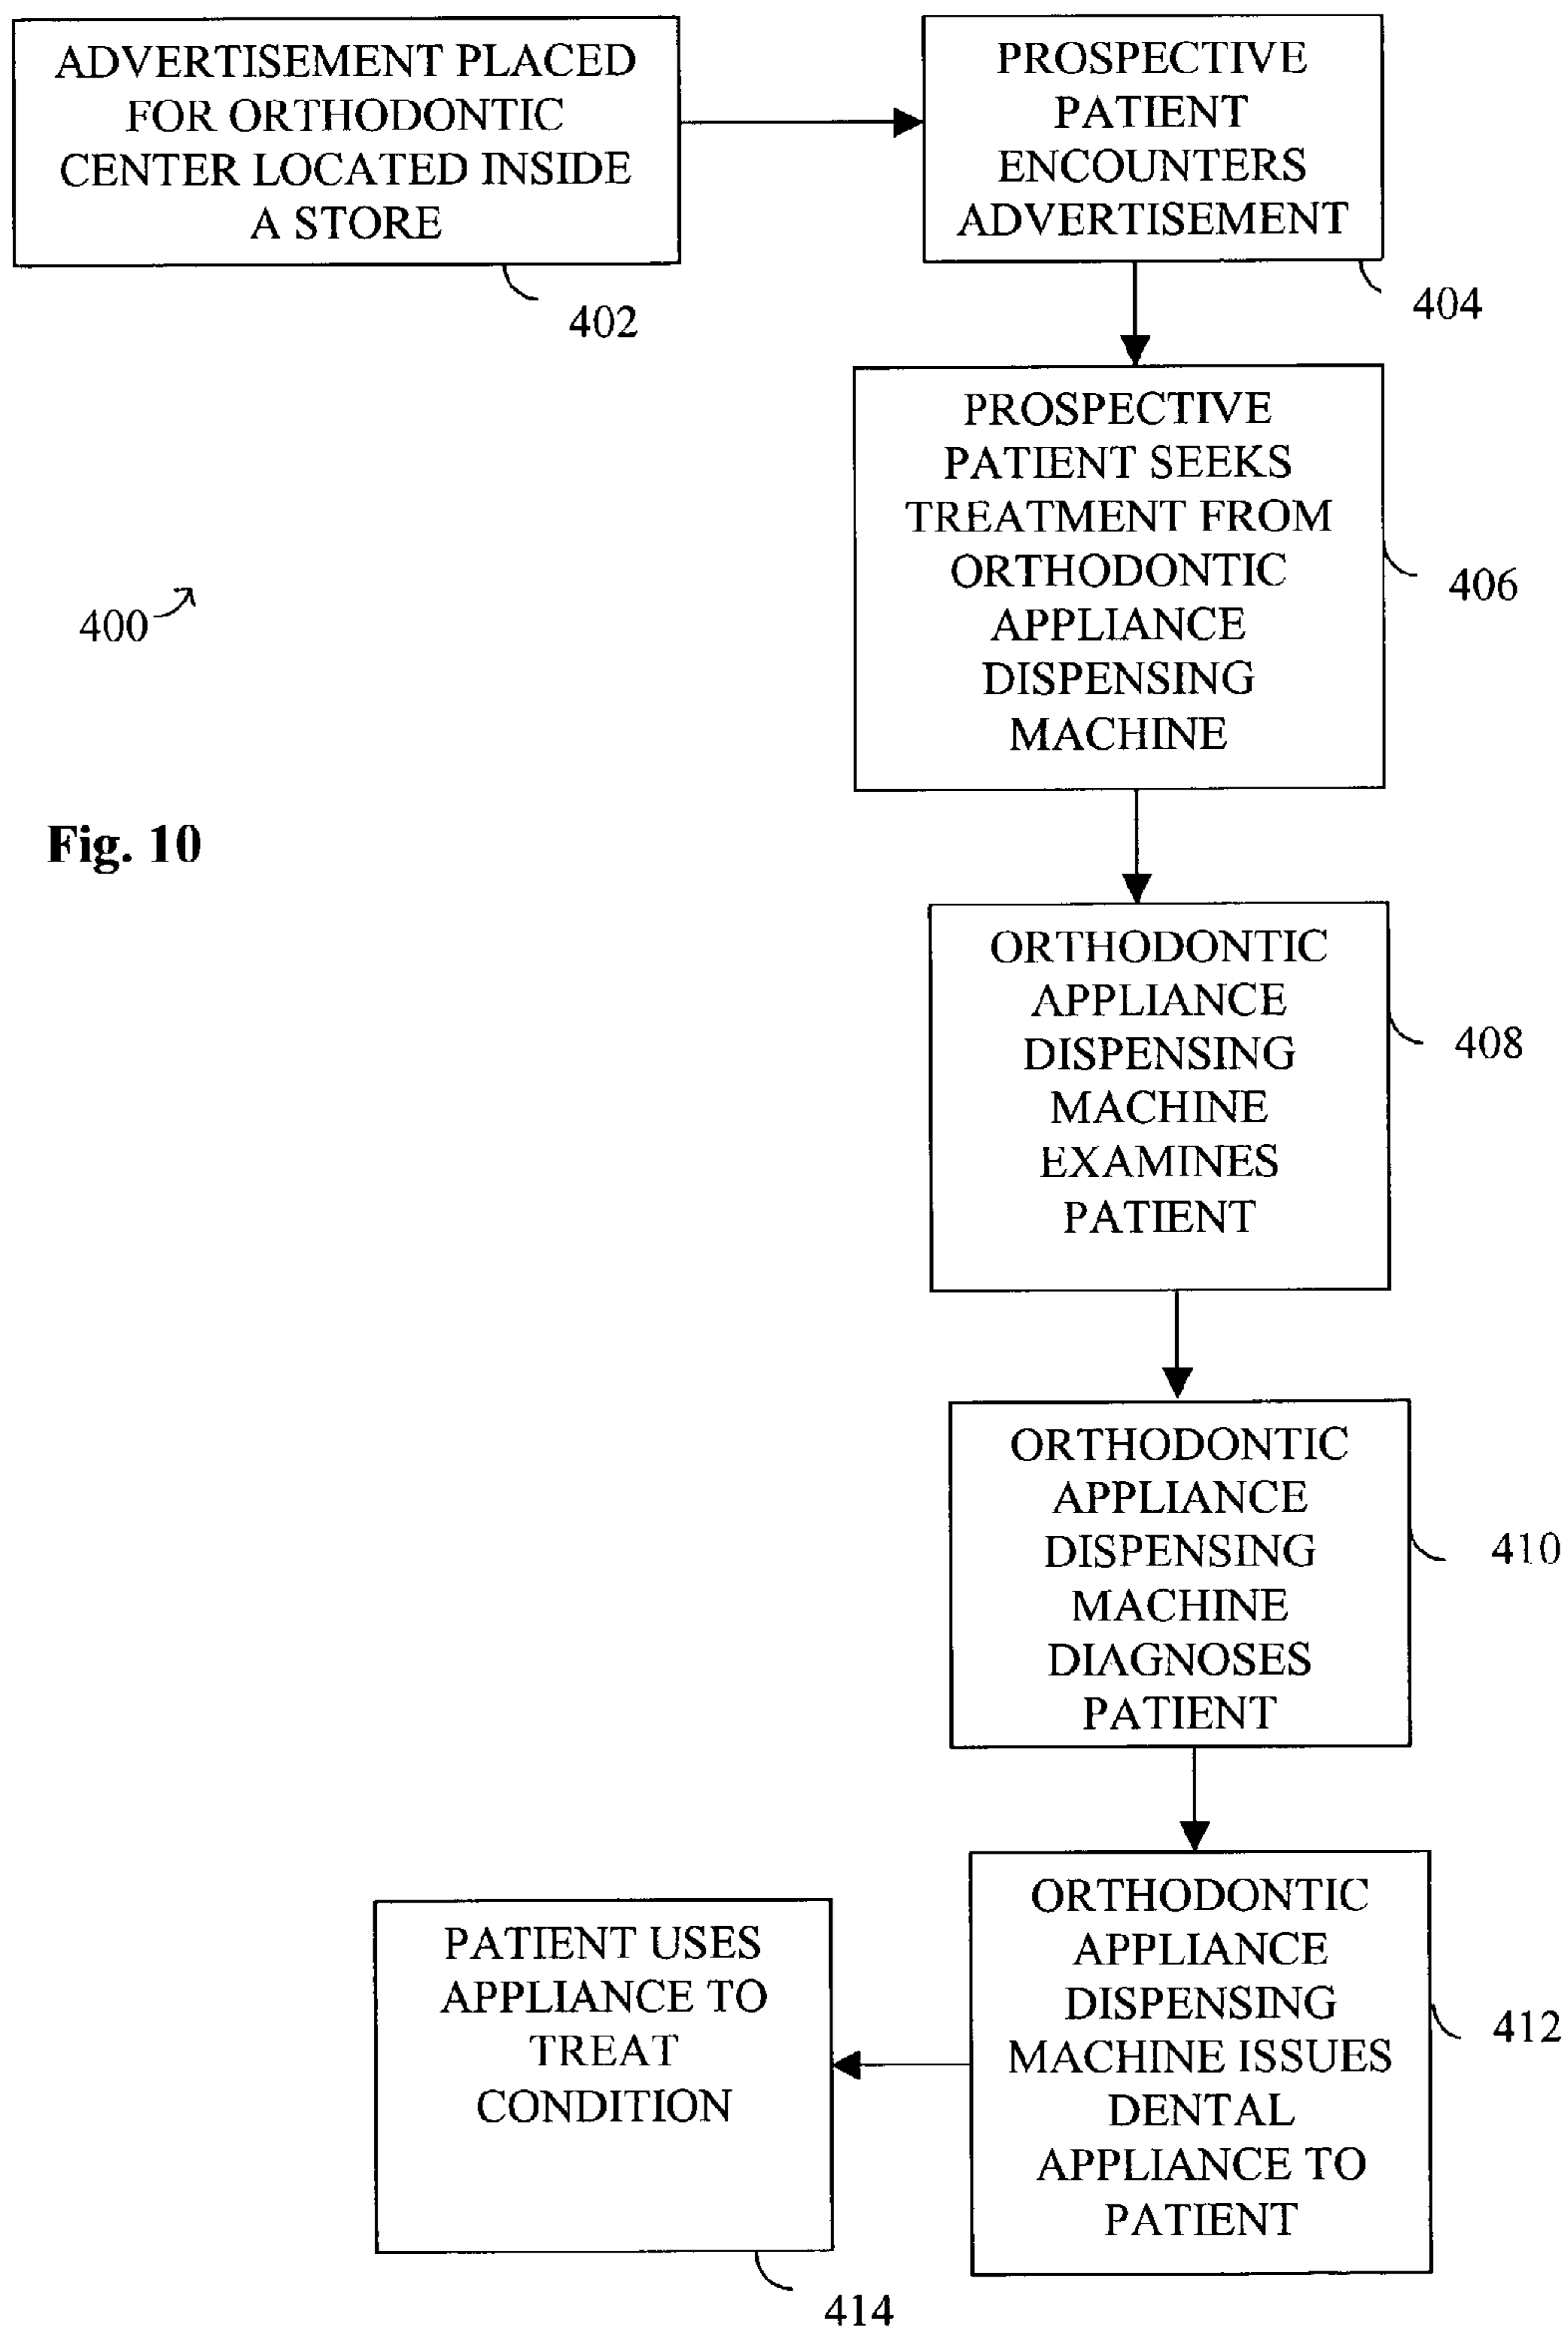 ADVERTISEMENT PLACED
FOR ORTHODONTIC
CENTER LOCATED INSIDE
A STORE
402
PROSPECTIVE
PATIENT
ENCOUNTERS
ADVERTISEMENT
404
PROSPECTIVE
PATIENT SEEKS
TREATMENT FROM
ORTHODONTIC
APPLIANCE
DISPENSING
MACHINE
406
400
Fig. 10
ORTHODONTIC
APPLIANCE
DISPENSING
MACHINE
EXAMINES
PATIENT
408
ORTHODONTIC
APPLIANCE
DISPENSING
MACHINE
DIAGNOSES
PATIENT
410
ORTHODONTIC
APPLIANCE
DISPENSING
MACHINE ISSUES
DENTAL
APPLIANCE TO
PATIENT
412
PATIENT USES
APPLIANCE TO
TREAT
CONDITION
414